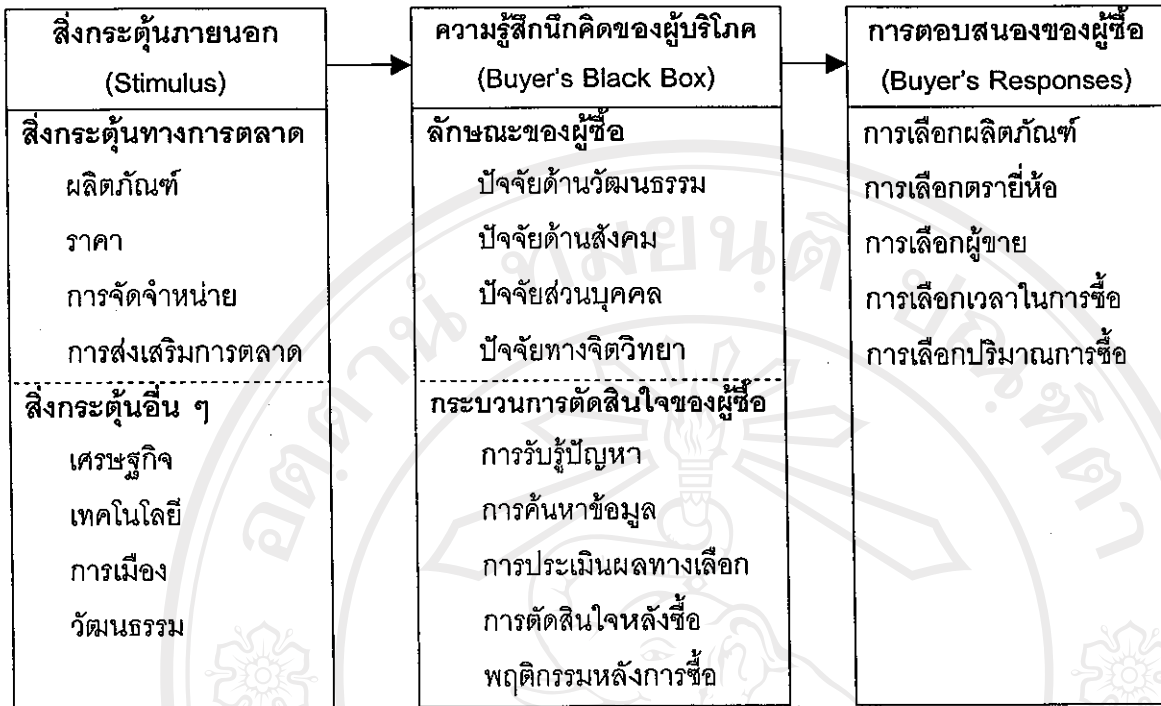 สิ่งกระตุ้นภายนอก
(Stimulus)
สิ่งกระตุ้นทางการตลาด
ผลิตภัณฑ์
ราคา
การจัดจำหน่าย
การส่งเสริมการตลาด
สิ่งกระตุ้นอื่น ๆ
เศรษฐกิจ
เทคโนโลยี
การเมือง
วัฒนธรรม
ความรู้สึกนึกคิดของผู้บริโภค
(Buyer's Black Box)
ลักษณะของผู้ซื้อ
ปัจจัยด้านวัฒนธรรม
ปัจจัยด้านสังคม
ปัจจัยส่วนบุคคล
ปัจจัยทางจิตวิทยา
กระบวนการตัดสินใจของผู้ซื้อ
การรับรู้ปัญหา
การค้นหาข้อมูล
การประเมินผลทางเลือก
การตัดสินใจหลังซื้อ
พฤติกรรมหลังการซื้อ
การตอบสนองของผู้ซื้อ
(Buyer's Responses)
การเลือกผลิตภัณฑ์
การเลือกตรายี่ห้อ
การเลือกผู้ขาย
การเลือกเวลาในการซื้อ
การเลือกปริมาณการซื้อ
อตฺตานํ ทมยนฺติ ปณฺฑิตา